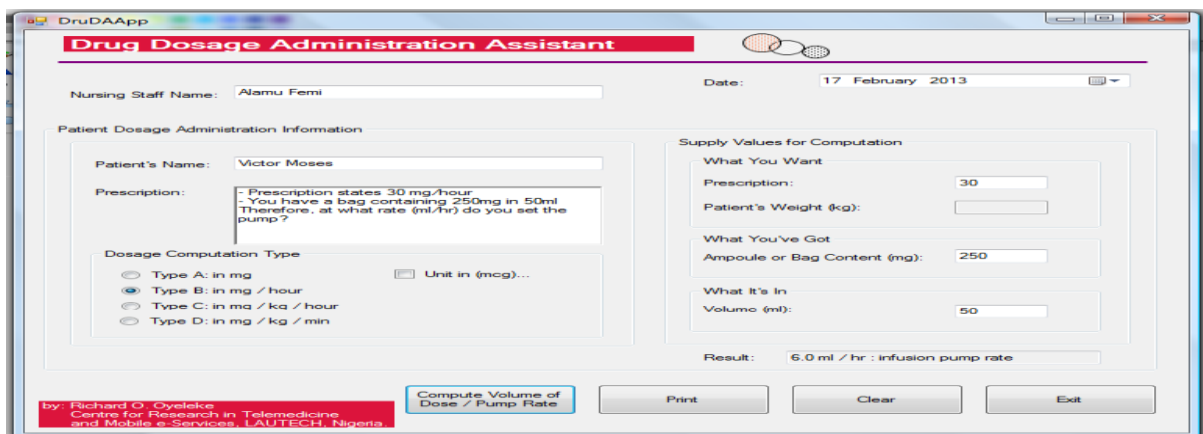 DruDAApp
Drug Dosage Administration Assistant
Date: 17 February 2013
Nursing Staff Name: Alamu Femi
Patient Dosage Administration Information
Patient's Name: Victor Moses
Prescription: - Prescription states 30 mg/hour
- You have a bag containing 250mg in 50ml
Therefore, at what rate (ml/hr) do you set the
pump?
Dosage Computation Type
Type A: in mg
Unit in (mcg)...
Type B: in mg / hour
Type C: in mg / kg / hour
Type D: in mg / kg / min
Supply Values for Computation
What You Want
Prescription: 30
Patient's Weight (kg):
What You've Got
Ampoule or Bag Content (mg): 250
What It's In
Volume (ml): 50
Result: 6.0 ml / hr : infusion pump rate
by: Richard O. Oyeleke
Centre for Research in Telemedicine
and Mobile e-Services, LAUTECH, Nigeria.
Compute Volume of
Dose / Pump Rate
Print
Clear
Exit